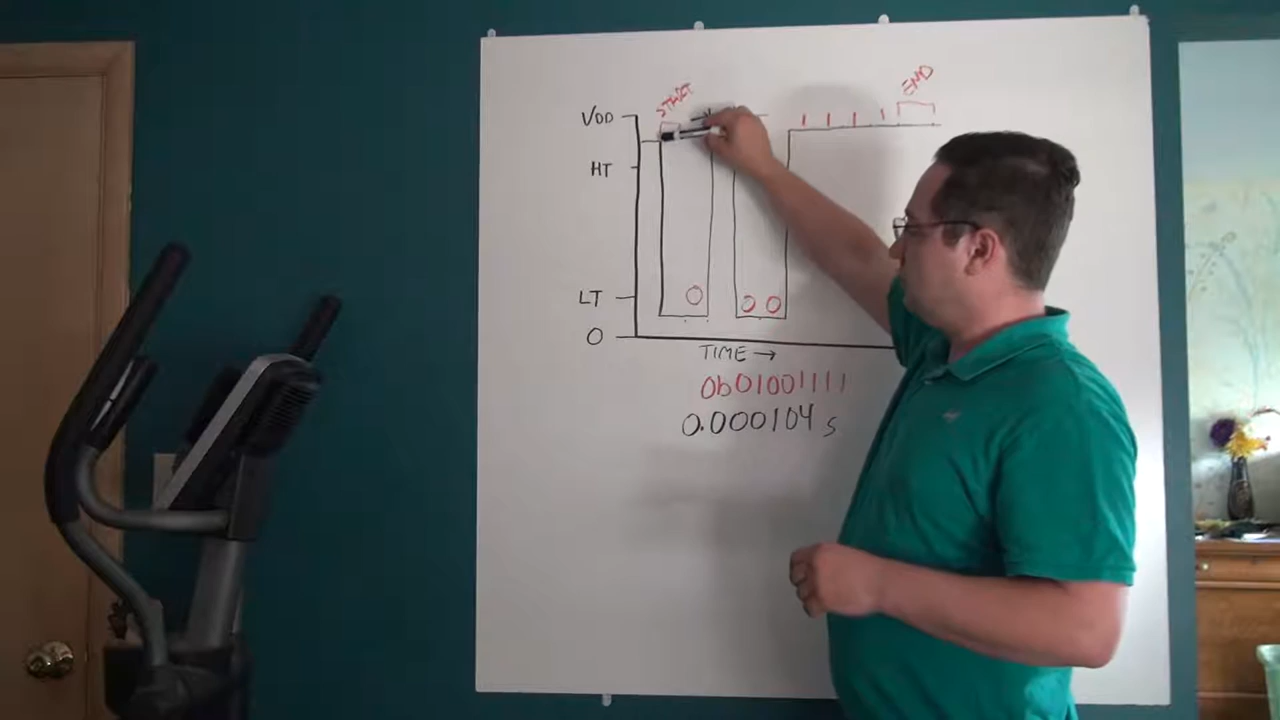 END
START
VDD
HT
LT 0 0 0
0
TIME →
0b01001111
0.000104 s